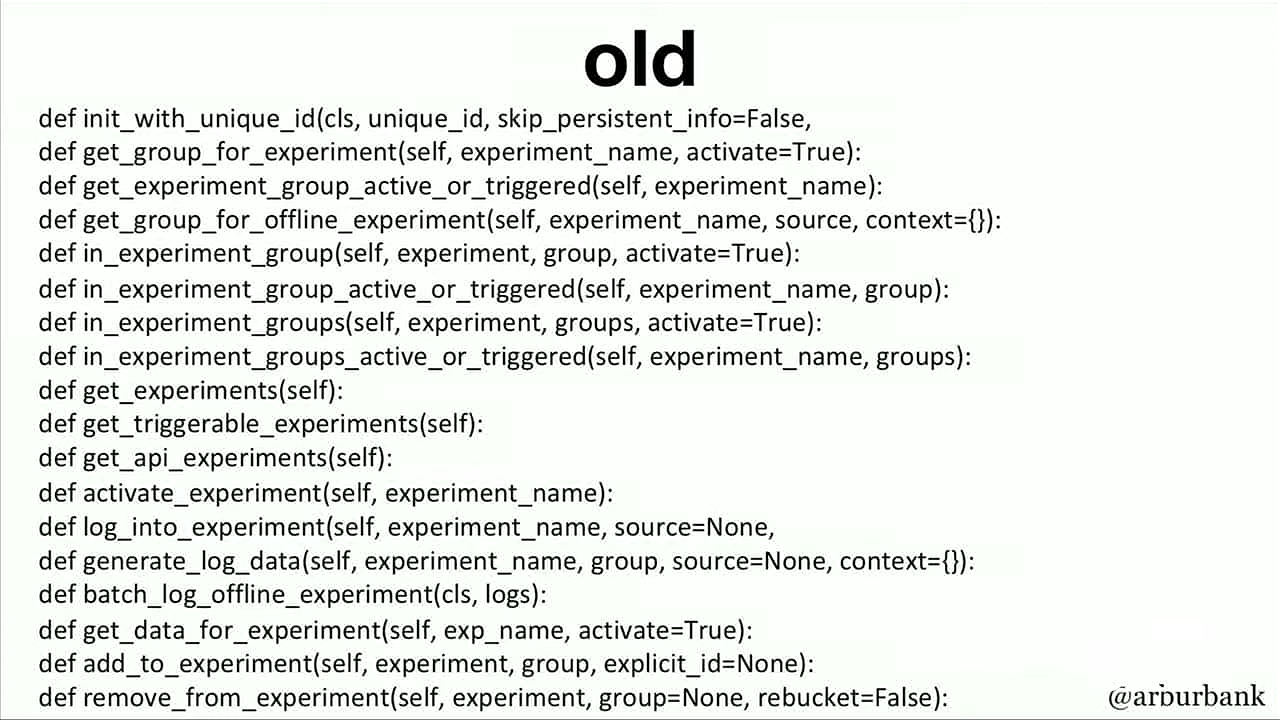 old
def init_with_unique_id(cls, unique_id, skip_persistent_info=False,
def get_group_for_experiment(self, experiment_name, activate=True):
def get_experiment_group_active_or_triggered(self, experiment_name):
def get_group_for_offline_experiment(self, experiment_name, source, context={}):
def in_experiment_group(self, experiment, group, activate=True):
def in_experiment_group_active_or_triggered(self, experiment_name, group):
def in_experiment_groups(self, experiment, groups, activate=True):
def in_experiment_groups_active_or_triggered(self, experiment_name, groups):
def get_experiments(self):
def get_triggerable_experiments(self):
def get_api_experiments(self):
def activate_experiment(self, experiment_name):
def log_into_experiment(self, experiment_name, source=None,
def generate_log_data(self, experiment_name, group, source=None, context={}):
def batch_log_offline_experiment(cls, logs):
def get_data_for_experiment(self, exp_name, activate=True):
def add_to_experiment(self, experiment, group, explicit_id=None):
def remove_from_experiment(self, experiment, group=None, rebucket=False):
@arburbank